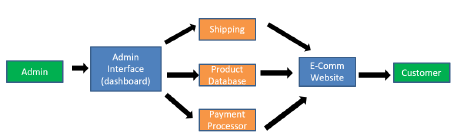 Admin
Admin
Interface
(dashboard)
Shipping
Product
Database
Payment
Processor
E-Comm
Website
Customer